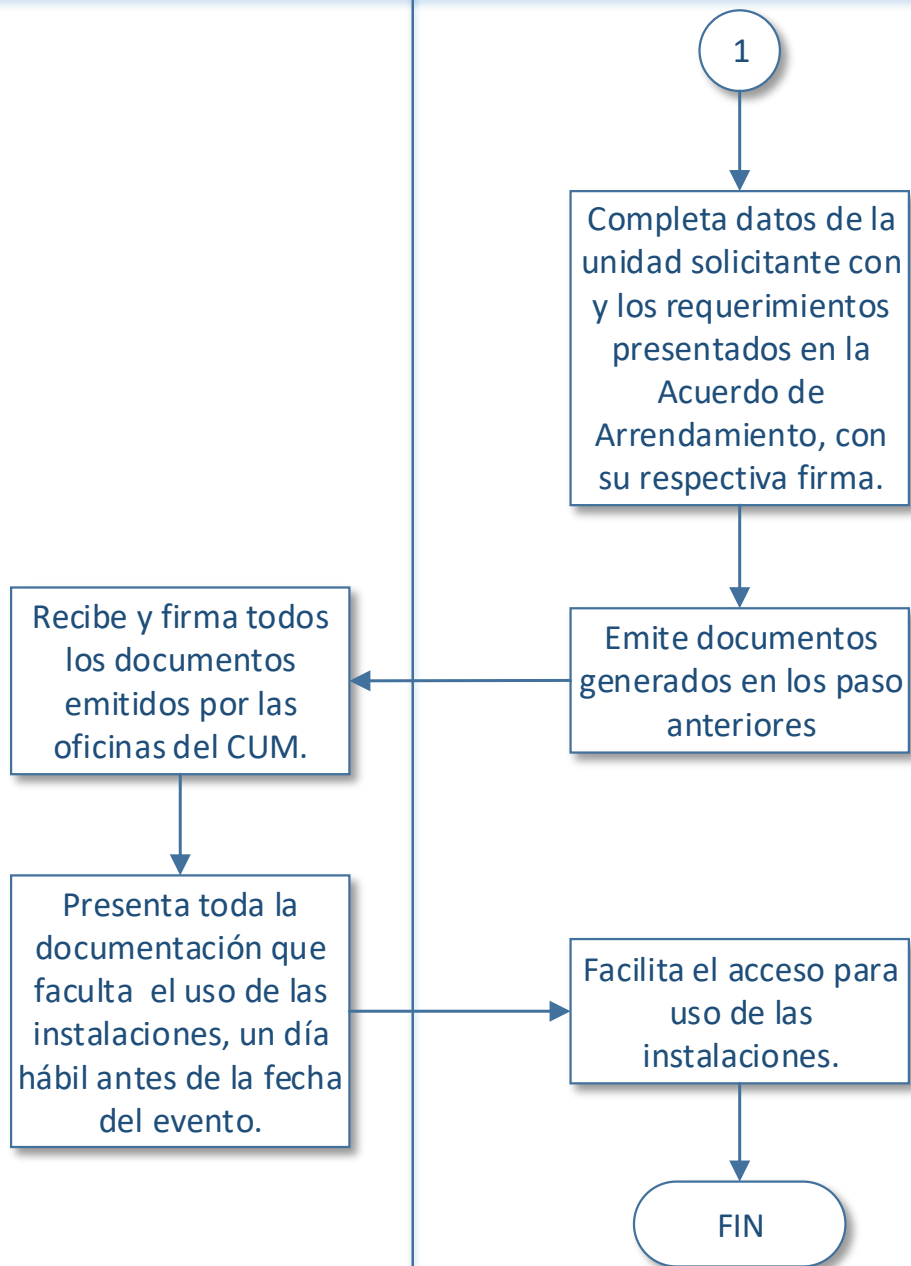 1
Completa datos de la
unidad solicitante con
y los requerimientos
presentados en la
Acuerdo de
Arrendamiento, con
su respectiva firma.
Emite documentos
generados en los paso
anteriores
Recibe y firma todos
los documentos
emitidos por las
oficinas del CUM.
Presenta toda la
documentación que
faculta  el uso de las
instalaciones, un día
hábil antes de la fecha
del evento.
Facilita el acceso para
uso de las
instalaciones.
FIN